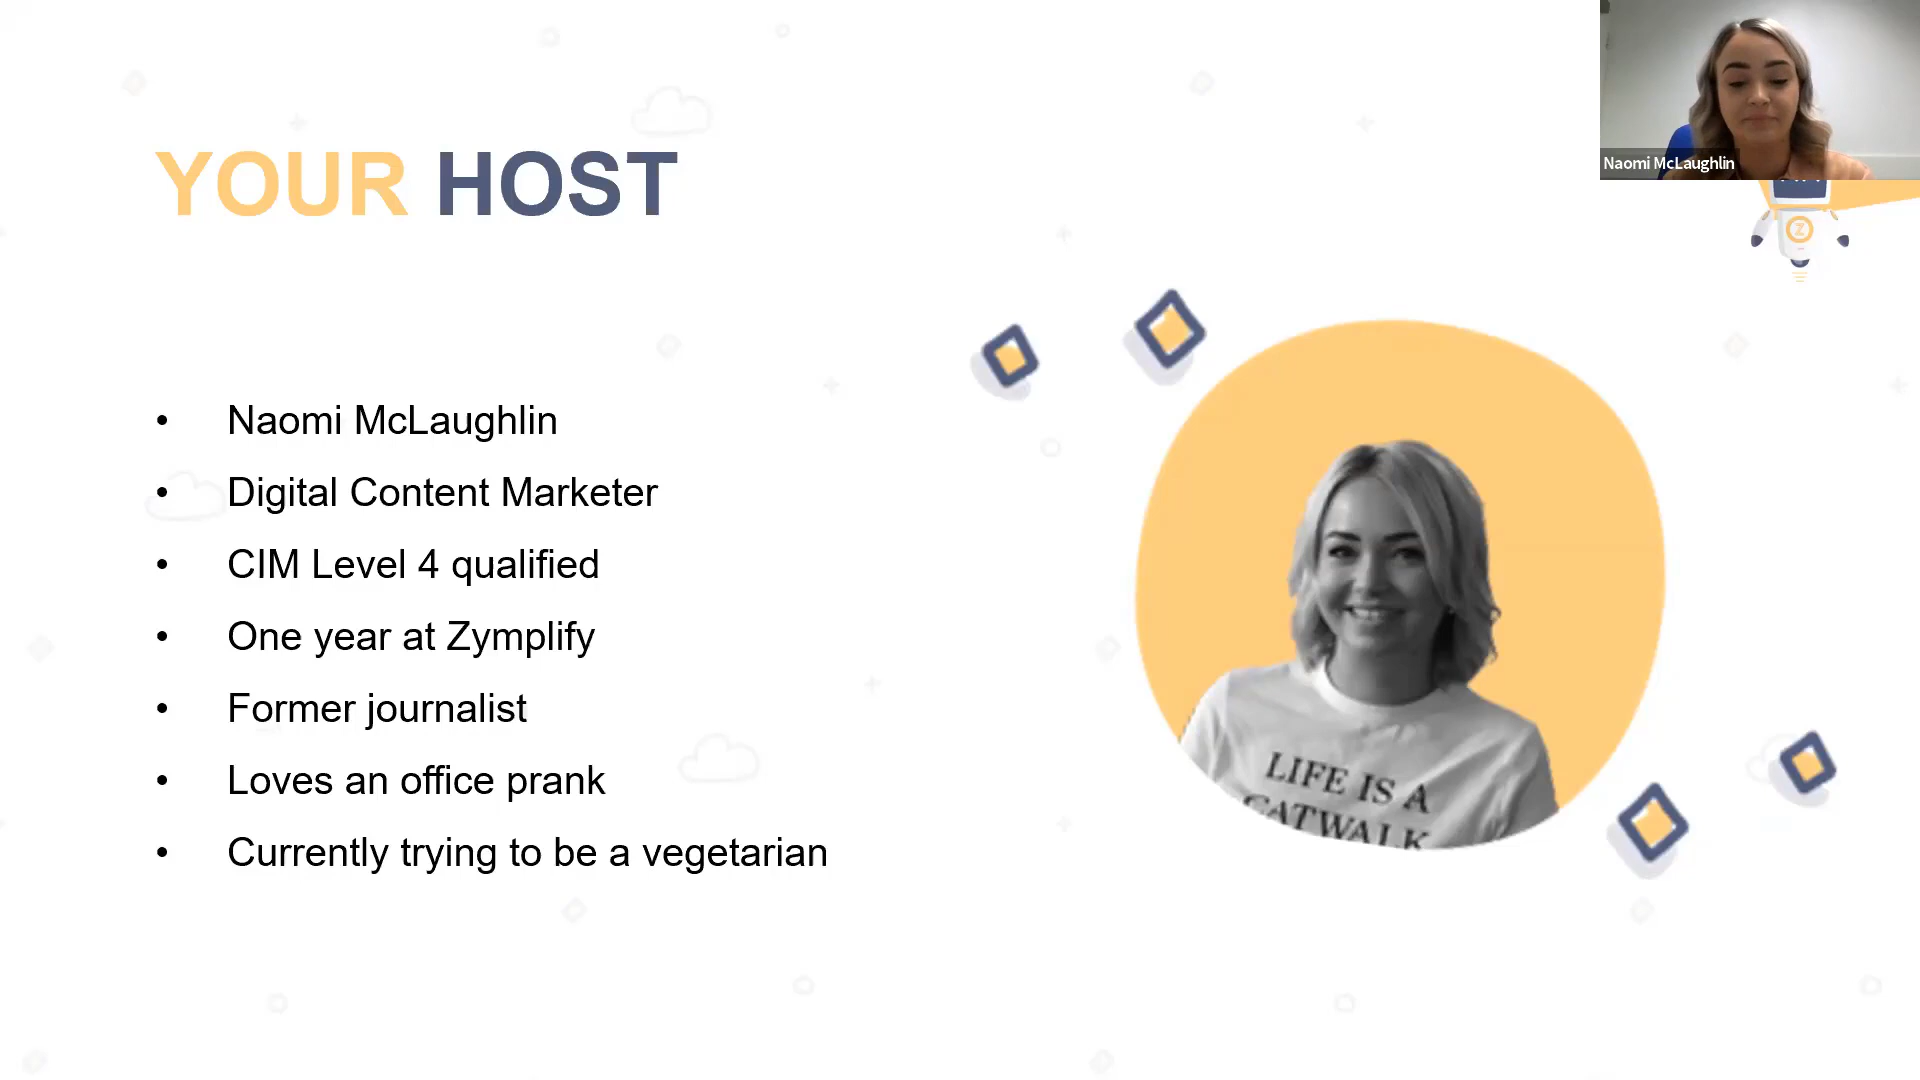 YOUR HOST
Naomi McLaughlin
• Naomi McLaughlin
• Digital Content Marketer
• CIM Level 4 qualified
• One year at Zymplify
• Former journalist
• Loves an office prank
• Currently trying to be a vegetarian
Z
LIFE IS A
CATWALK